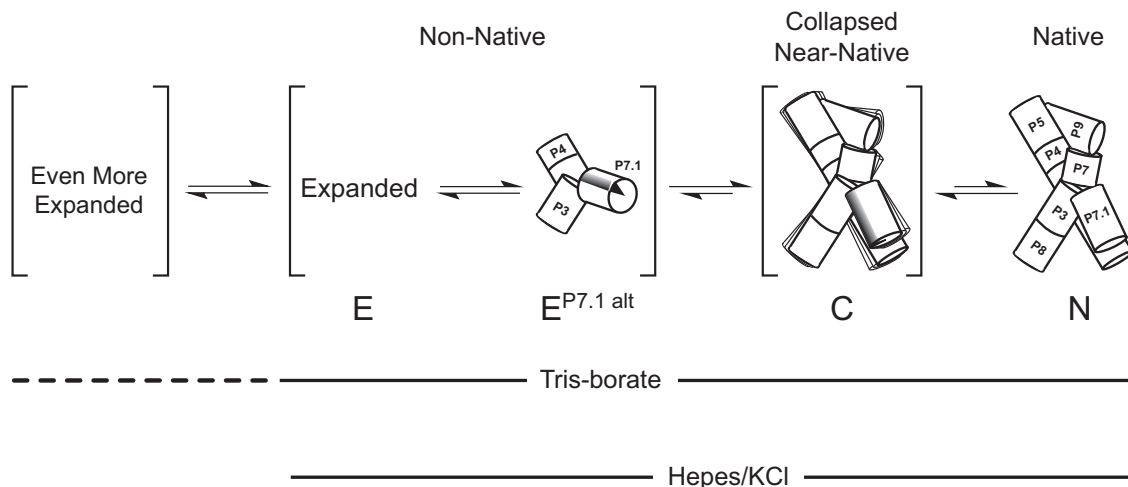 Non-Native
Collapsed
Near-Native
Native
Even More
Expanded
Expanded
P4
P3
P7.1
P5
P4
P9
P7
P3
P7.1
P8
E
E^P7.1 alt
C
N
Tris-borate
Hepes/KCl